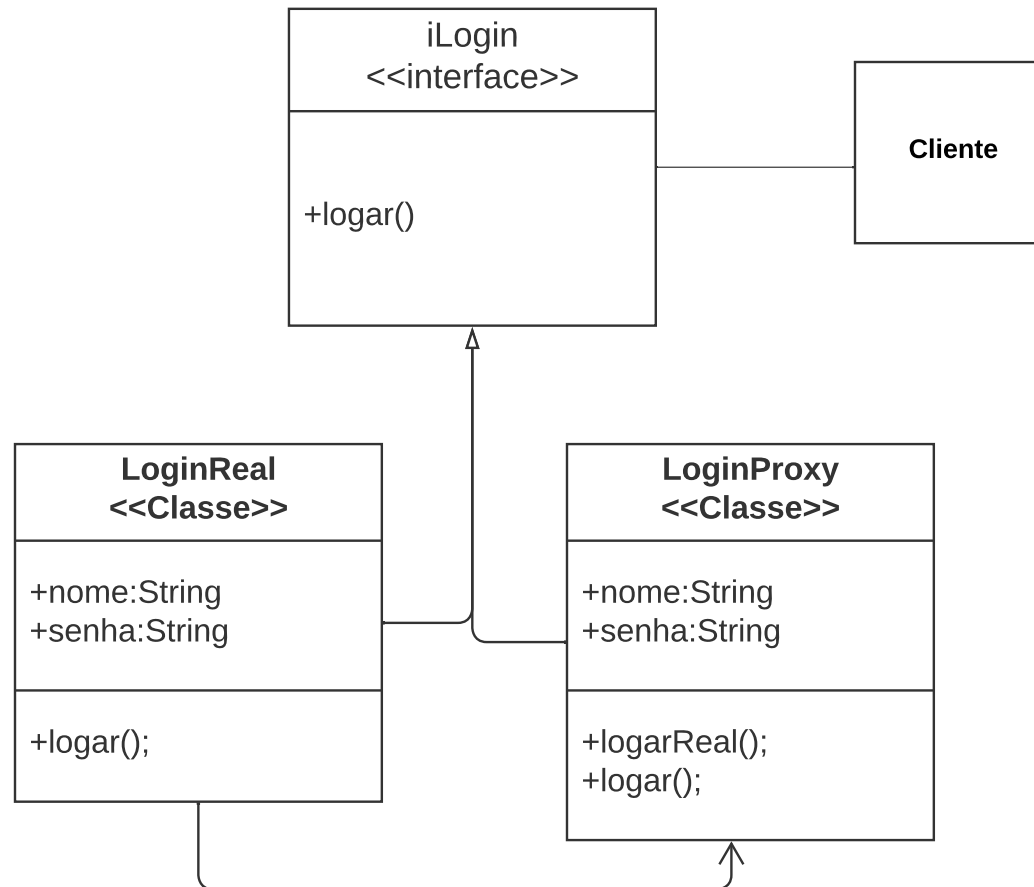 iLogin
<<interface>>
+logar()
Cliente
LoginReal
<<Classe>>
+nome:String
+senha:String
+logar();
LoginProxy
<<Classe>>
+nome:String
+senha:String
+logarReal();
+logar();